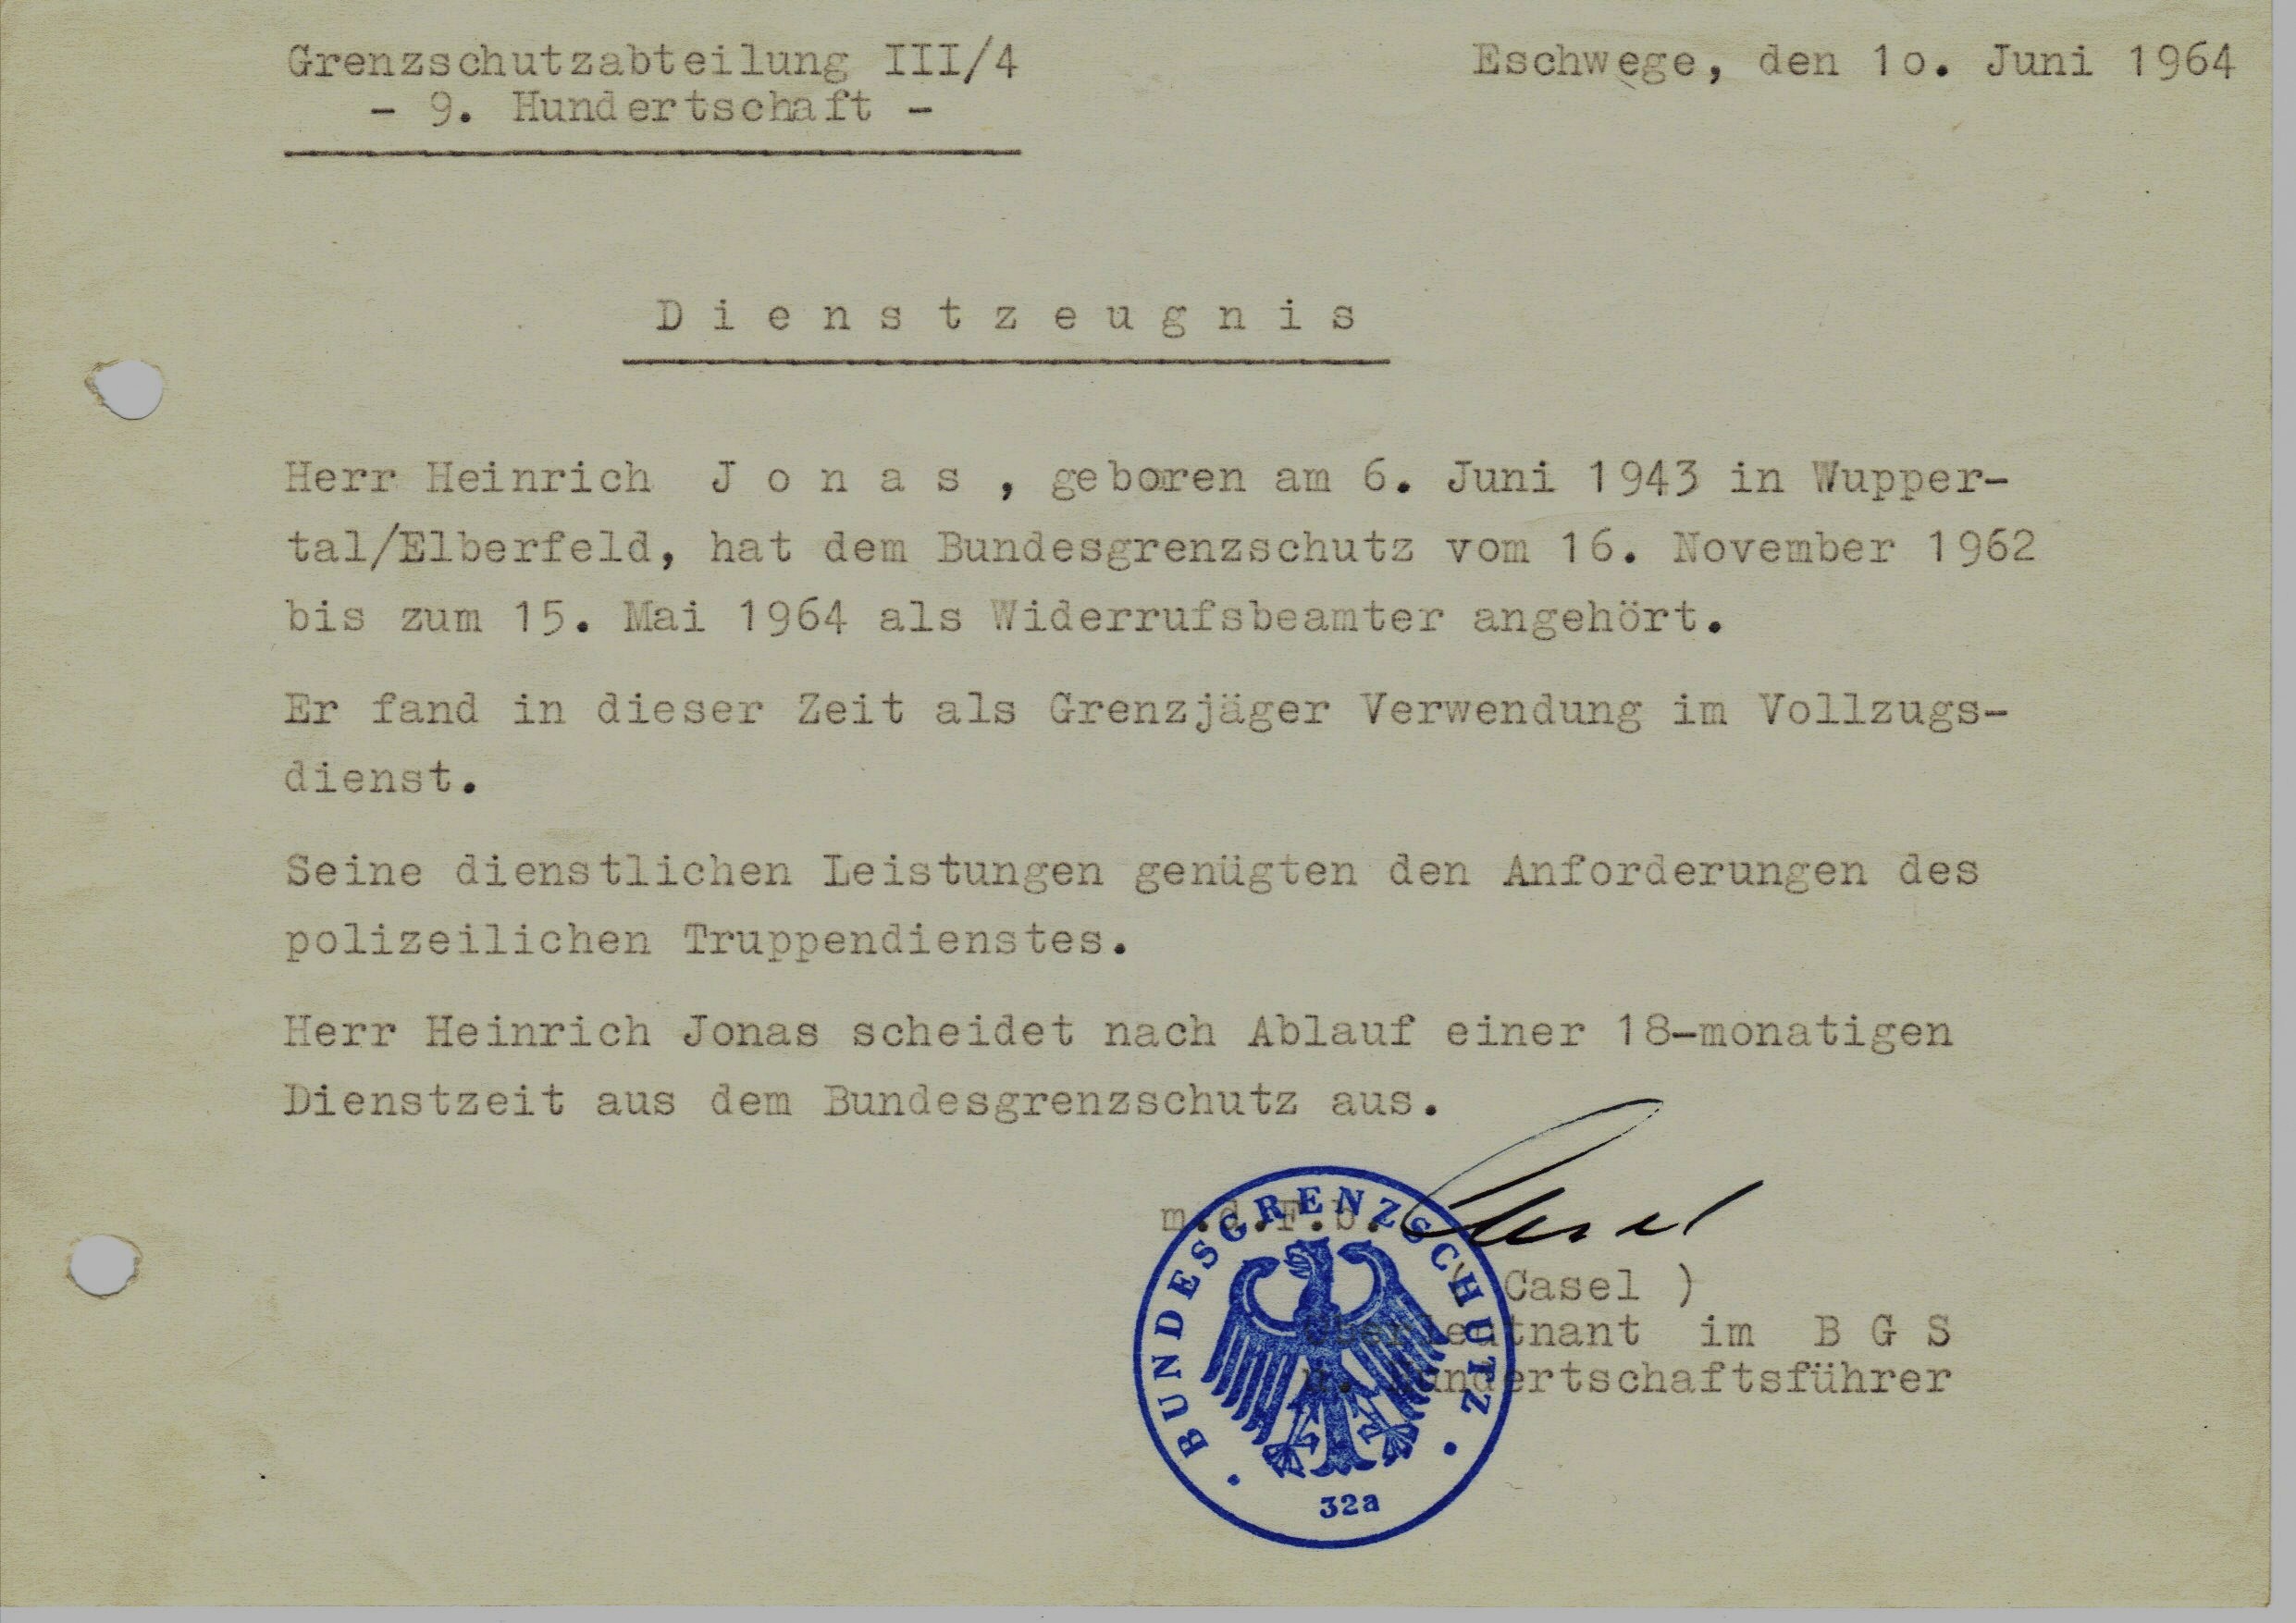 Grenzschutzabteilung III/4
Eschwege, den 1o. Juni 1964
- 9. Hundertschaft -
D i e n s t z e u g n i s
Herr Heinrich J o n a s , geboren am 6. Juni 1943 in Wupper-
tal/Elberfeld, hat dem Bundesgrenzschutz vom 16. November 1962
bis zum 15. Mai 1964 als Widerrufsbeamter angehört.
Er fand in dieser Zeit als Grenzjäger Verwendung im Vollzugs-
dienst.
Seine dienstlichen Leistungen genügten den Anforderungen des
polizeilichen Truppendienstes.
Herr Heinrich Jonas scheidet nach Ablauf einer 18-monatigen
Dienstzeit aus dem Bundesgrenzschutz aus.
m.d.F.b. Casel
( Casel )
Oberleutnant im B G S
u. Hundertschaftsführer
BUNDESGRENZSCHUTZ
32a